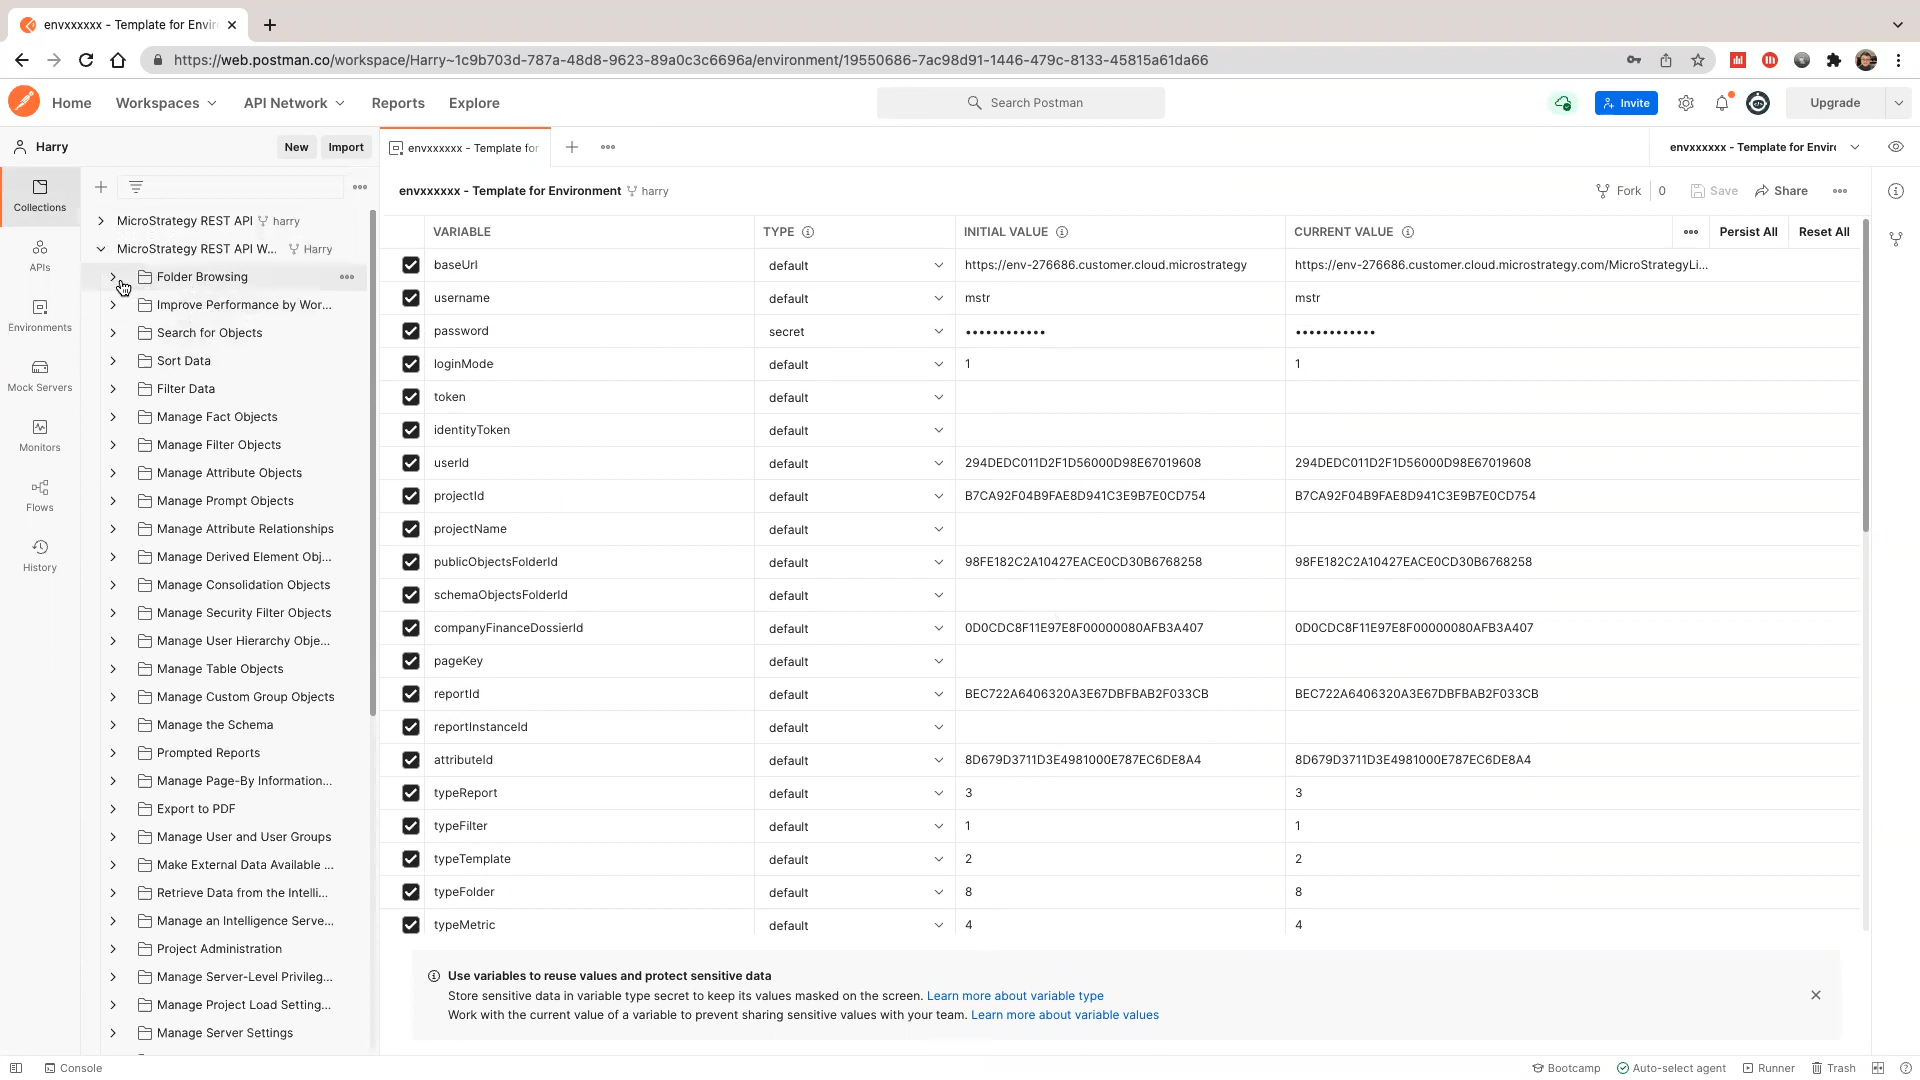 envxxxxxx - Template for Envir
https://web.postman.co/workspace/Harry~1c9b703d-787a-48d8-9623-89a0c3c6696a/environment/19550686-7ac98d91-1446-479c-8133-45815a61da66
Home
Workspaces
API Network
Reports
Explore
Search Postman
Invite
Upgrade
Harry
New
Import
envxxxxxx - Template for
envxxxxxx - Template for Envir
Collections
APIs
Environments
Mock Servers
Monitors
Flows
History
MicroStrategy REST API harry
MicroStrategy REST API W... Harry
Folder Browsing
Improve Performance by Wor...
Search for Objects
Sort Data
Filter Data
Manage Fact Objects
Manage Filter Objects
Manage Attribute Objects
Manage Prompt Objects
Manage Attribute Relationships
Manage Derived Element Obj...
Manage Consolidation Objects
Manage Security Filter Objects
Manage User Hierarchy Obje...
Manage Table Objects
Manage Custom Group Objects
Manage the Schema
Prompted Reports
Manage Page-By Information...
Export to PDF
Manage User and User Groups
Make External Data Available ...
Retrieve Data from the Intelli...
Manage an Intelligence Serve...
Project Administration
Manage Server-Level Privileg...
Manage Project Load Setting...
Manage Server Settings
envxxxxxx - Template for Environment harry
Fork 0 Save Share
VARIABLE TYPE INITIAL VALUE CURRENT VALUE Persist All Reset All
baseUrl default https://env-276686.customer.cloud.microstrategy https://env-276686.customer.cloud.microstrategy.com/MicroStrategyLi...
username default mstr mstr
password secret •••••••••••• ••••••••••••
loginMode default 1 1
token default
identityToken default
userId default 294DEDC011D2F1D56000D98E67019608 294DEDC011D2F1D56000D98E67019608
projectId default B7CA92F04B9FAE8D941C3E9B7E0CD754 B7CA92F04B9FAE8D941C3E9B7E0CD754
projectName default
publicObjectsFolderId default 98FE182C2A10427EACE0CD30B6768258 98FE182C2A10427EACE0CD30B6768258
schemaObjectsFolderId default
companyFinanceDossierId default 0D0CDC8F11E97E8F00000080AFB3A407 0D0CDC8F11E97E8F00000080AFB3A407
pageKey default
reportId default BEC722A6406320A3E67DBFBAB2F033CB BEC722A6406320A3E67DBFBAB2F033CB
reportInstanceId default
attributeId default 8D679D3711D3E4981000E787EC6DE8A4 8D679D3711D3E4981000E787EC6DE8A4
typeReport default 3 3
typeFilter default 1 1
typeTemplate default 2 2
typeFolder default 8 8
typeMetric default 4 4
Use variables to reuse values and protect sensitive data
Store sensitive data in variable type secret to keep its values masked on the screen. Learn more about variable type
Work with the current value of a variable to prevent sharing sensitive values with your team. Learn more about variable values
Console
Bootcamp
Auto-select agent
Runner
Trash